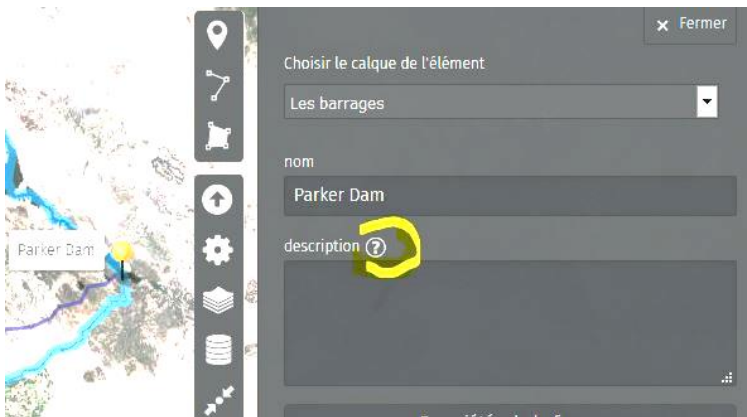 × Fermer
Choisir le calque de l'élément
Les barrages
nom
Parker Dam
description ?
Parker Dam